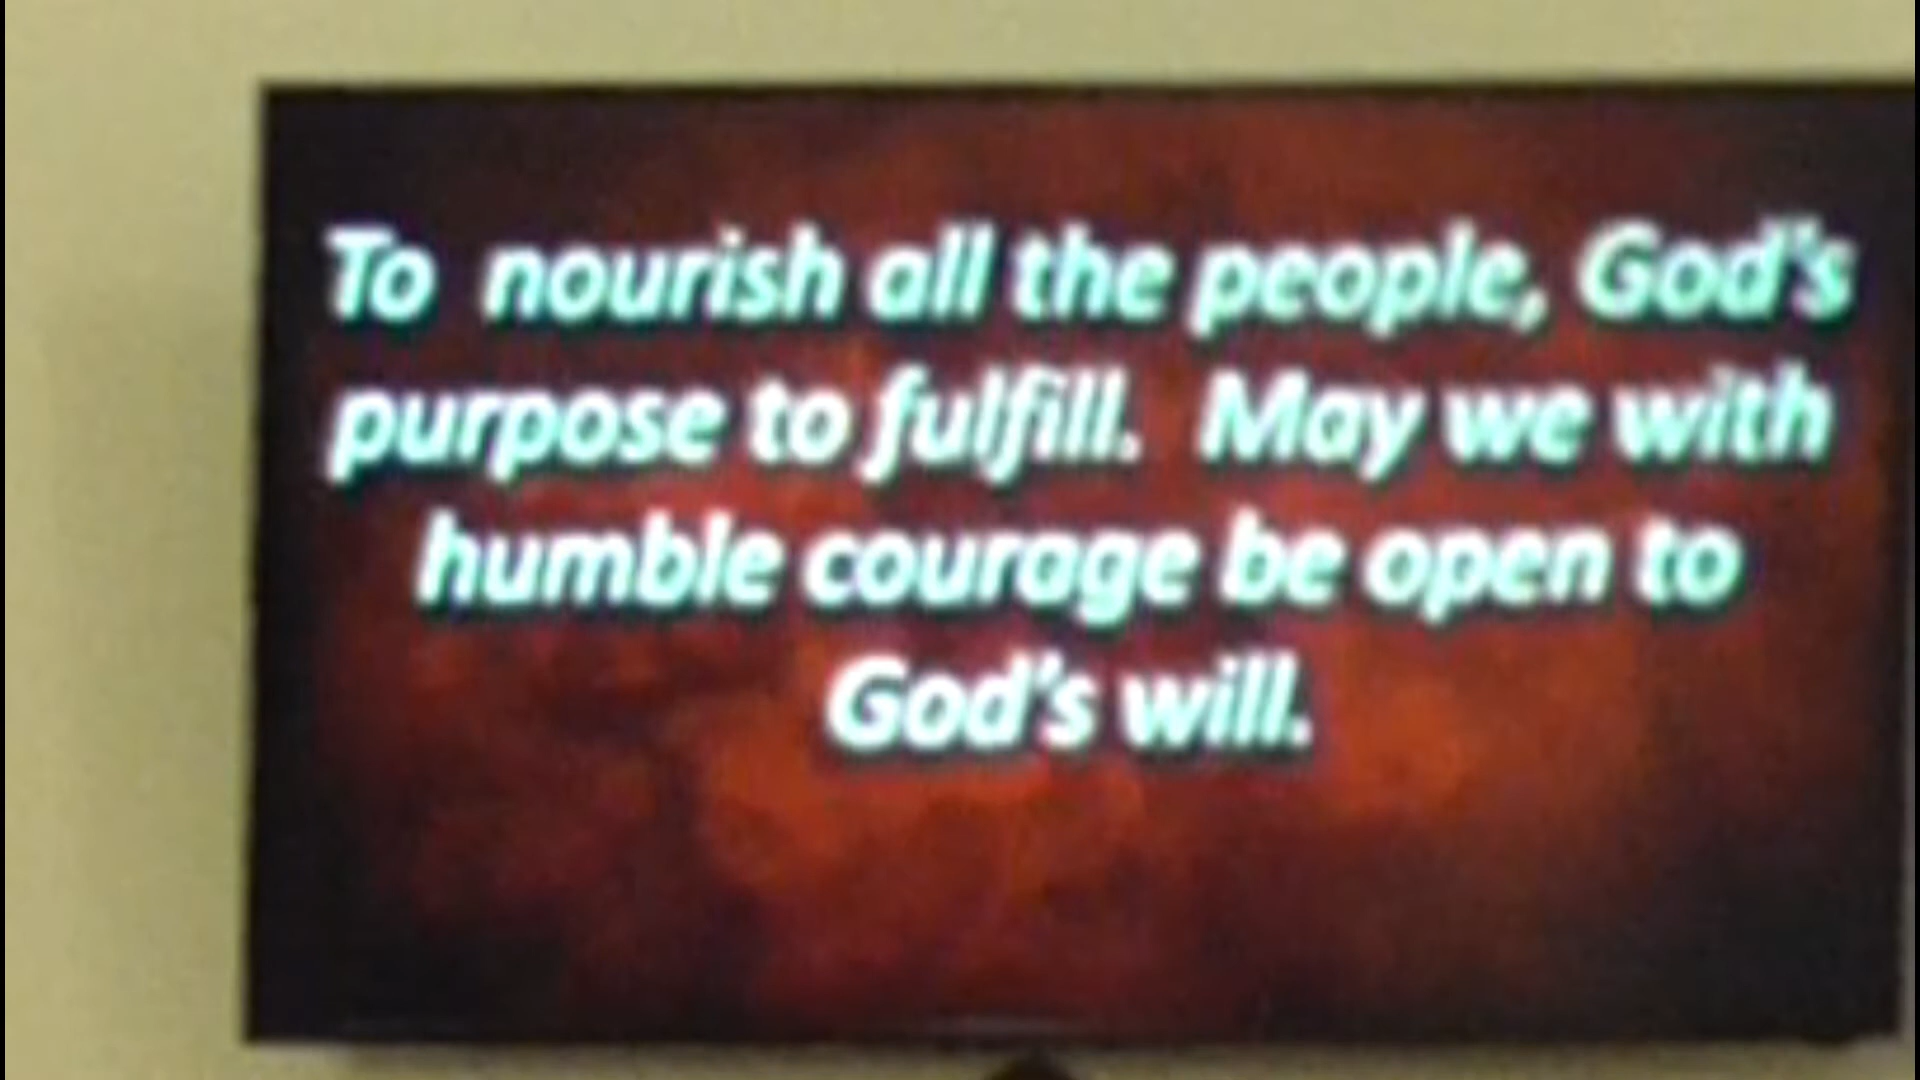 To  nourish all the people, God's
purpose to fulfill.  May we with
humble courage be open to
God's will.